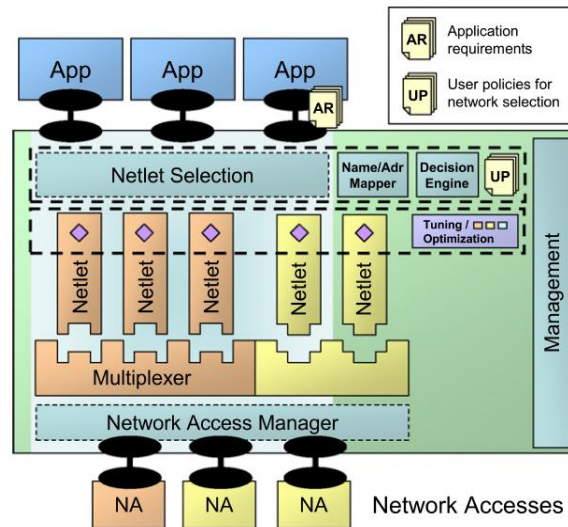 App
App
App
AR
AR
Application
requirements
UP
User policies for
network selection
Netlet Selection
Name/Adr
Mapper
Decision
Engine
UP
Tuning /
Optimization
Netlet
Netlet
Netlet
Netlet
Netlet
Management
Multiplexer
Network Access Manager
NA
NA
NA
Network Accesses